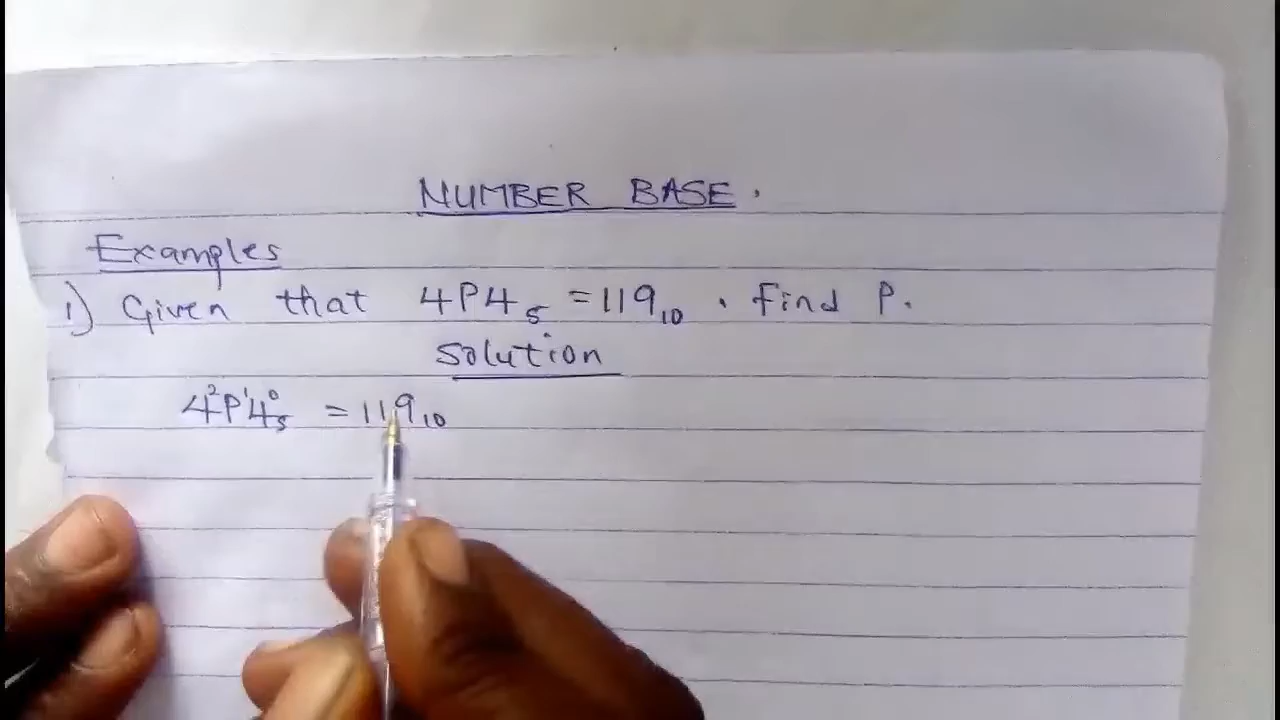 NUMBER BASE.
Examples
1) Given that 4P4₅ = 119₁₀. Find P.
Solution
4²P¹4⁰₅ = 119₁₀